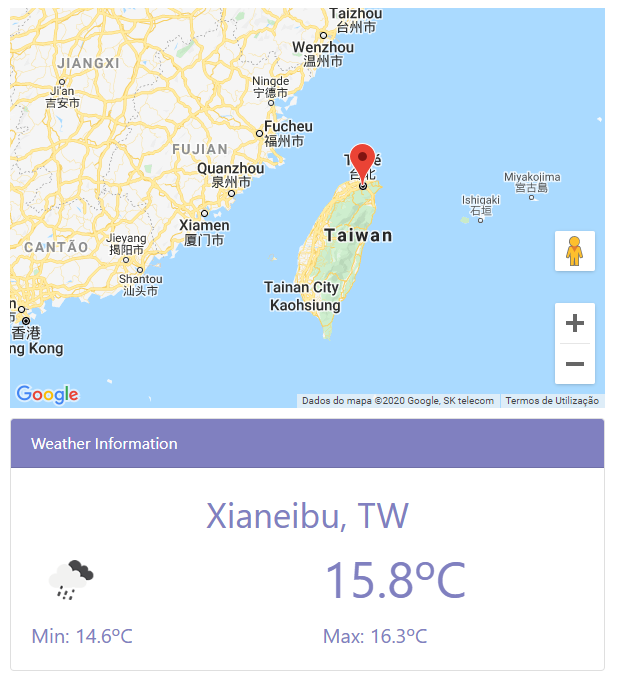 Taizhou
台州市
Wenzhou
温州市
JIANGXI
Ji'an
吉安市
Ningde
宁德市
Fucheu
福州市
FUJIAN
Quanzhou
泉州市
台北
Miyakojima
宮古島
Ishigaki
石垣
Xiamen
厦门市
Taiwan
CANTÃO
Jieyang
揭阳市
Shantou
汕头市
Tainan City
Kaohsiung
香港
ng Kong
Google
Dados do mapa ©2020 Google, SK telecom
Termos de Utilização
Weather Information
Xianeibu, TW
15.8ºC
Min: 14.6ºC
Max: 16.3ºC